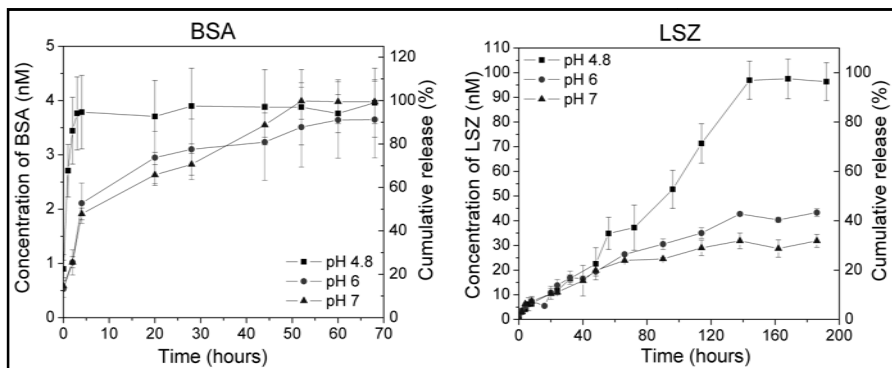 BSA
Concentration of BSA (nM)
5
4
3
2
1
0
Cumulative release (%)
120
100
80
60
40
20
0
pH 4.8
pH 6
pH 7
0 10 20 30 40 50 60 70
Time (hours)
LSZ
Concentration of LSZ (nM)
110
100
90
80
70
60
50
40
30
20
10
0
Cumulative release (%)
100
80
60
40
20
0
pH 4.8
pH 6
pH 7
0 40 80 120 160 200
Time (hours)